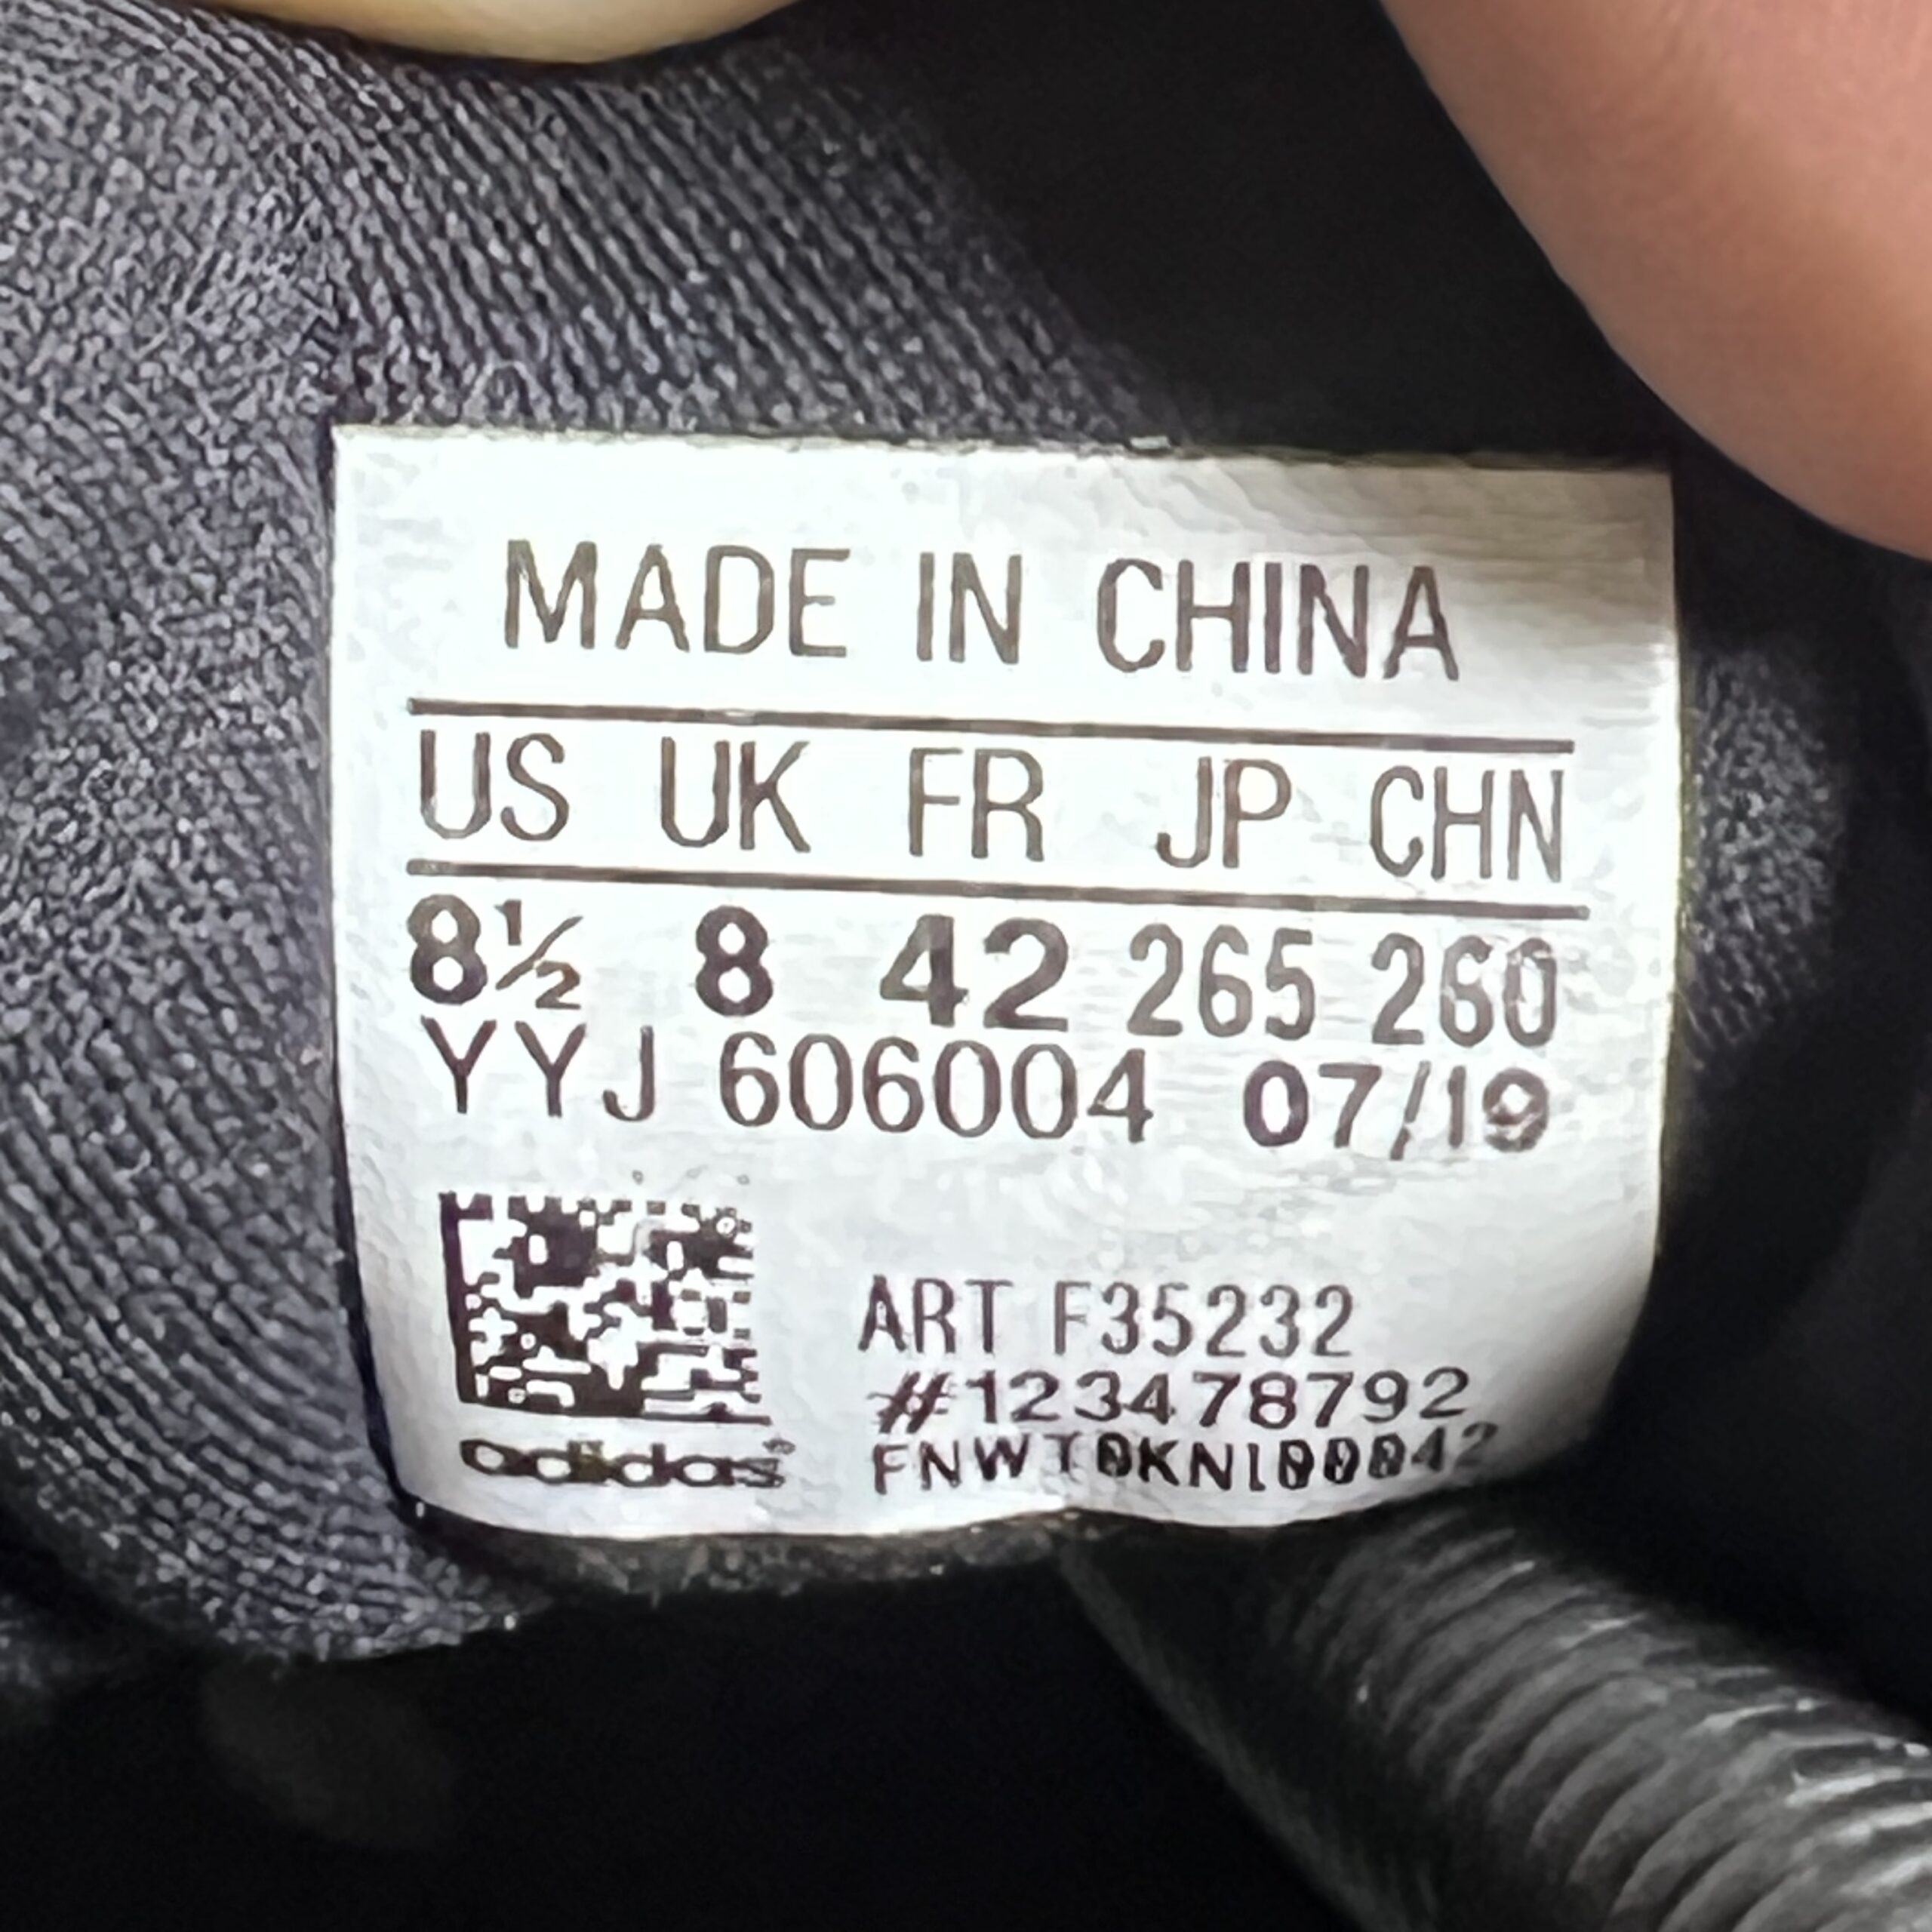 MADE IN CHINA
US UK FR JP CHN
8½ 8 42 265 260
YYJ 606004 07/19
ART F35232
#123478792
adidas® FNWT0KNL00042